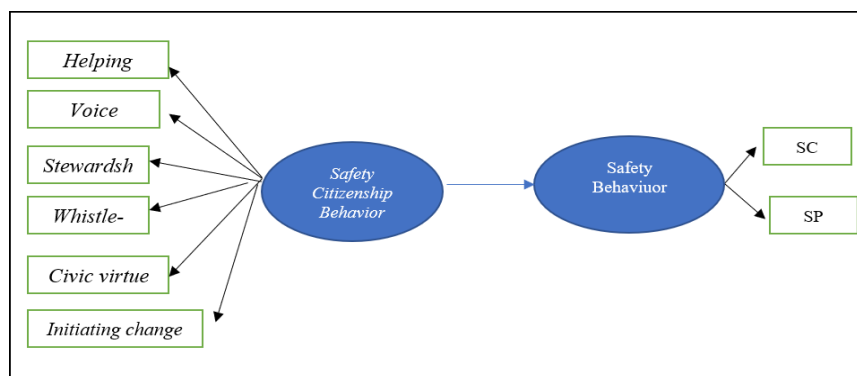 Helping
Voice
Stewardsh
Whistle-
Civic virtue
Initiating change
Safety
Citizenship
Behavior
Safety
Behaviuor
SC
SP